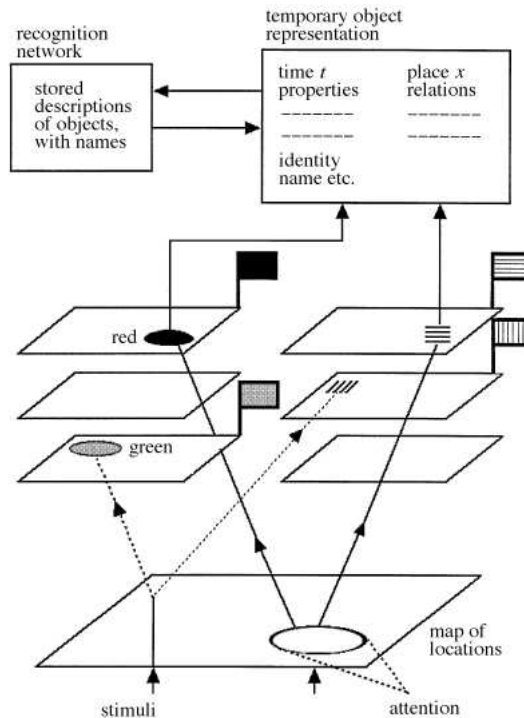 recognition
network
stored
descriptions
of objects,
with names
temporary object
representation
time t
properties
place x
relations
identity
name etc.
red
green
map of
locations
stimuli
attention